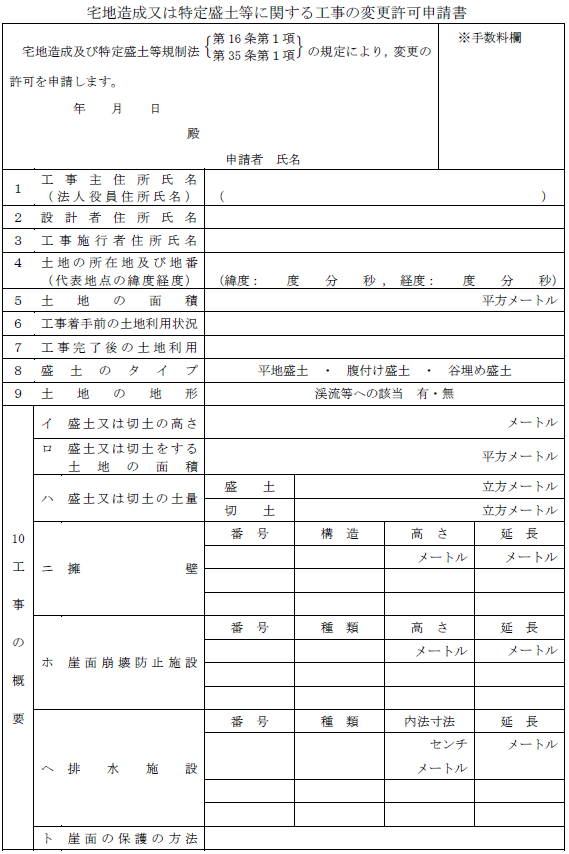 宅地造成又は特定盛土等に関する工事の変更許可申請書
宅地造成及び特定盛土等規制法{第16条第1項 第35条第1項}の規定により，変更の
許可を申請します。
年　月　日
殿
申請者　氏名
※手数料欄
1 工事主住所氏名
（法人役員住所氏名）（　　　）
2 設計者住所氏名
3 工事施行者住所氏名
4 土地の所在地及び地番
（代表地点の緯度経度）（緯度：　度　分　秒，経度：　度　分　秒）
5 土地の面積 平方メートル
6 工事着手前の土地利用状況
7 工事完了後の土地利用
8 盛土のタイプ 平地盛土 ・ 腹付け盛土 ・ 谷埋め盛土
9 土地の地形 渓流等への該当　有・無
10 工事の概要
イ 盛土又は切土の高さ メートル
ロ 盛土又は切土をする
土地の面積 平方メートル
ハ 盛土又は切土の土量
盛土 立方メートル
切土 立方メートル
ニ 擁壁
番号 構造 高さ 延長
メートル メートル
ホ 崖面崩壊防止施設
番号 種類 高さ 延長
メートル メートル
ヘ 排水施設
番号 種類 内法寸法 延長
センチ メートル
メートル
ト 崖面の保護の方法